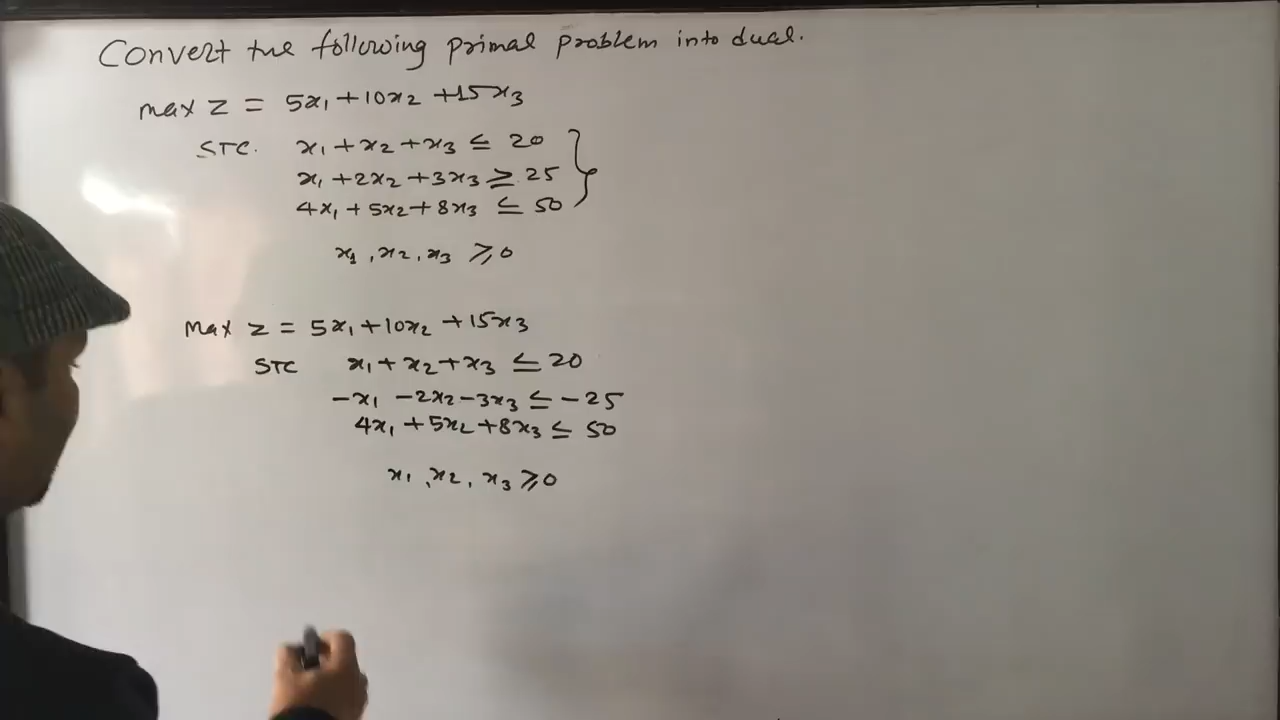 Convert the following primal problem into dual.
max z = 5x₁ + 10x₂ + 15x₃
STC. x₁ + x₂ + x₃ ≤ 20
x₁ + 2x₂ + 3x₃ ≥ 25
4x₁ + 5x₂ + 8x₃ ≤ 50
x₁, x₂, x₃ ≥ 0
Max z = 5x₁ + 10x₂ + 15x₃
STC x₁ + x₂ + x₃ ≤ 20
-x₁ - 2x₂ - 3x₃ ≤ -25
4x₁ + 5x₂ + 8x₃ ≤ 50
x₁, x₂, x₃ ≥ 0